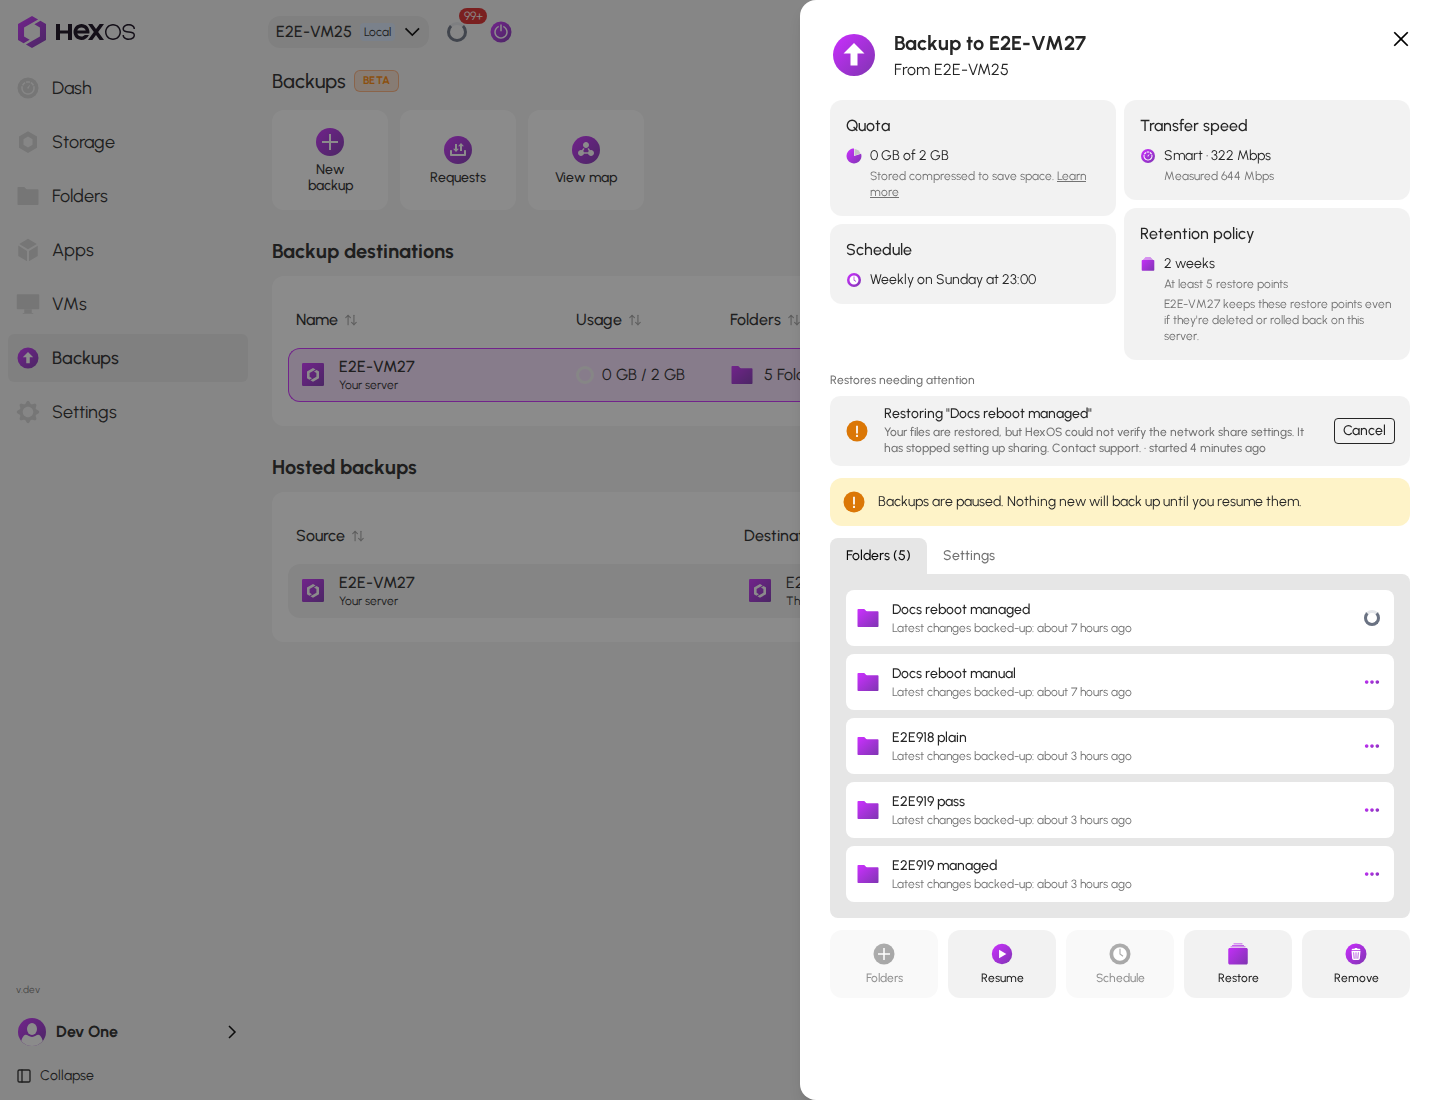 HexOS
Dash
Storage
Folders
Apps
VMs
Backups
Settings
v.dev
Dev One
Collapse
E2E-VM25 Local
99+
Backups BETA
New
backup
Requests
View map
Backup destinations
Name Usage Folders
E2E-VM27
Your server
0 GB / 2 GB
5 Fol
Hosted backups
Source Destinat
E2E-VM27
Your server
E2
Th
Backup to E2E-VM27
From E2E-VM25
Quota
0 GB of 2 GB
Stored compressed to save space. Learn
more
Schedule
Weekly on Sunday at 23:00
Transfer speed
Smart · 322 Mbps
Measured 644 Mbps
Retention policy
2 weeks
At least 5 restore points
E2E-VM27 keeps these restore points even
if they're deleted or rolled back on this
server.
Restores needing attention
Restoring "Docs reboot managed"
Your files are restored, but HexOS could not verify the network share settings. It
has stopped setting up sharing. Contact support. · started 4 minutes ago
Cancel
Backups are paused. Nothing new will back up until you resume them.
Folders (5) Settings
Docs reboot managed
Latest changes backed-up: about 7 hours ago
Docs reboot manual
Latest changes backed-up: about 7 hours ago
E2E918 plain
Latest changes backed-up: about 3 hours ago
E2E919 pass
Latest changes backed-up: about 3 hours ago
E2E919 managed
Latest changes backed-up: about 3 hours ago
Folders
Resume
Schedule
Restore
Remove